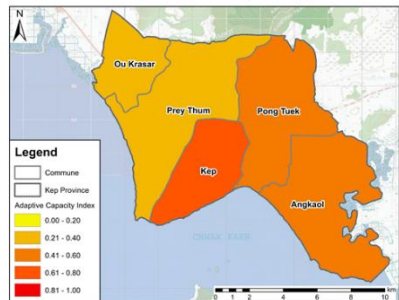 N
Ou Krasar
Prey Thum
Pong Tuek
Kep
Angkaol
Legend
Commune
Kep Province
Adaptive Capacity Index
0.00 - 0.20
0.21 - 0.40
0.41 - 0.60
0.61 - 0.80
0.81 - 1.00
km
0 1 2 4 6 8 10